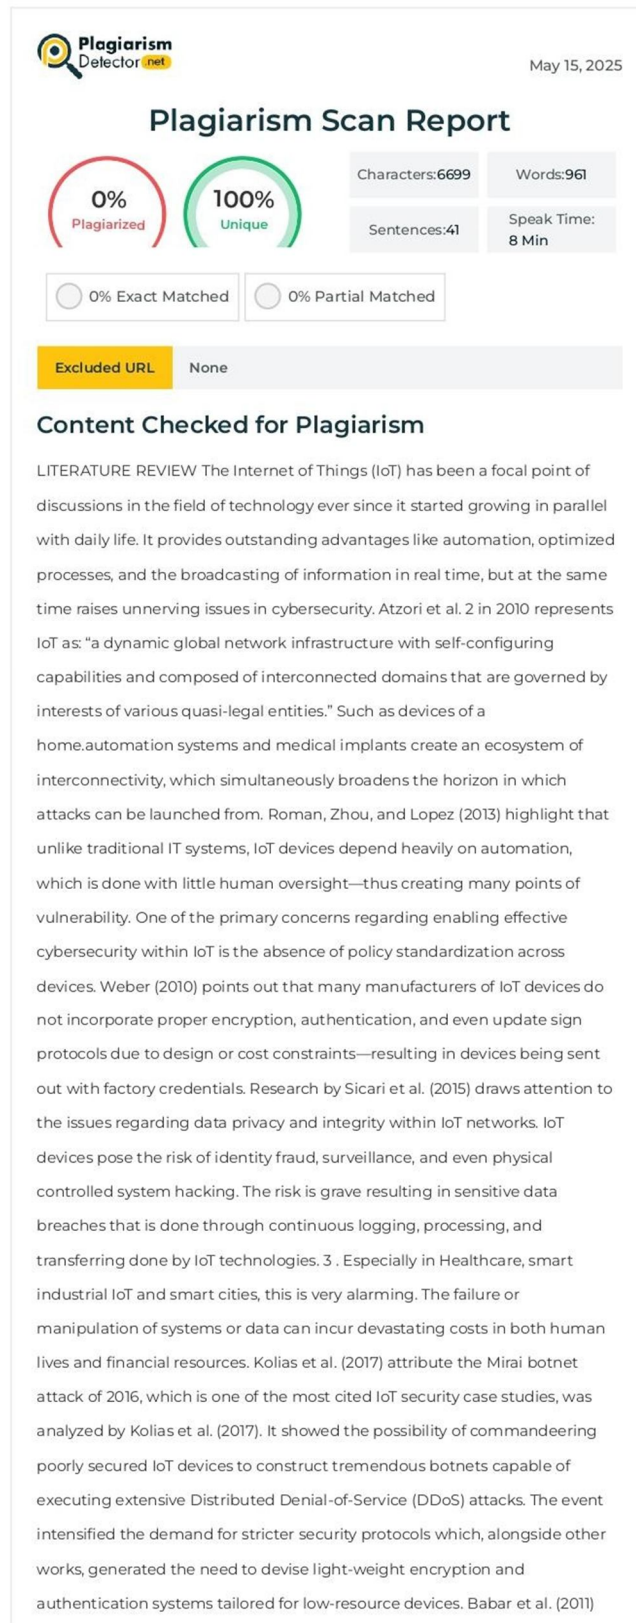 Plagiarism
Detector .net
May 15, 2025
Plagiarism Scan Report
0%
Plagiarized
100%
Unique
Characters:6699
Words:961
Sentences:41
Speak Time:
8 Min
0% Exact Matched
0% Partial Matched
Excluded URL
None
Content Checked for Plagiarism
LITERATURE REVIEW The Internet of Things (IoT) has been a focal point of
discussions in the field of technology ever since it started growing in parallel
with daily life. It provides outstanding advantages like automation, optimized
processes, and the broadcasting of information in real time, but at the same
time raises unnerving issues in cybersecurity. Atzori et al. 2 in 2010 represents
IoT as: “a dynamic global network infrastructure with self-configuring
capabilities and composed of interconnected domains that are governed by
interests of various quasi-legal entities.” Such as devices of a
home.automation systems and medical implants create an ecosystem of
interconnectivity, which simultaneously broadens the horizon in which
attacks can be launched from. Roman, Zhou, and Lopez (2013) highlight that
unlike traditional IT systems, IoT devices depend heavily on automation,
which is done with little human oversight—thus creating many points of
vulnerability. One of the primary concerns regarding enabling effective
cybersecurity within IoT is the absence of policy standardization across
devices. Weber (2010) points out that many manufacturers of IoT devices do
not incorporate proper encryption, authentication, and even update sign
protocols due to design or cost constraints—resulting in devices being sent
out with factory credentials. Research by Sicari et al. (2015) draws attention to
the issues regarding data privacy and integrity within IoT networks. IoT
devices pose the risk of identity fraud, surveillance, and even physical
controlled system hacking. The risk is grave resulting in sensitive data
breaches that is done through continuous logging, processing, and
transferring done by IoT technologies. 3 . Especially in Healthcare, smart
industrial IoT and smart cities, this is very alarming. The failure or
manipulation of systems or data can incur devastating costs in both human
lives and financial resources. Kolias et al. (2017) attribute the Mirai botnet
attack of 2016, which is one of the most cited IoT security case studies, was
analyzed by Kolias et al. (2017). It showed the possibility of commandeering
poorly secured IoT devices to construct tremendous botnets capable of
executing extensive Distributed Denial-of-Service (DDoS) attacks. The event
intensified the demand for stricter security protocols which, alongside other
works, generated the need to devise light-weight encryption and
authentication systems tailored for low-resource devices. Babar et al. (2011)